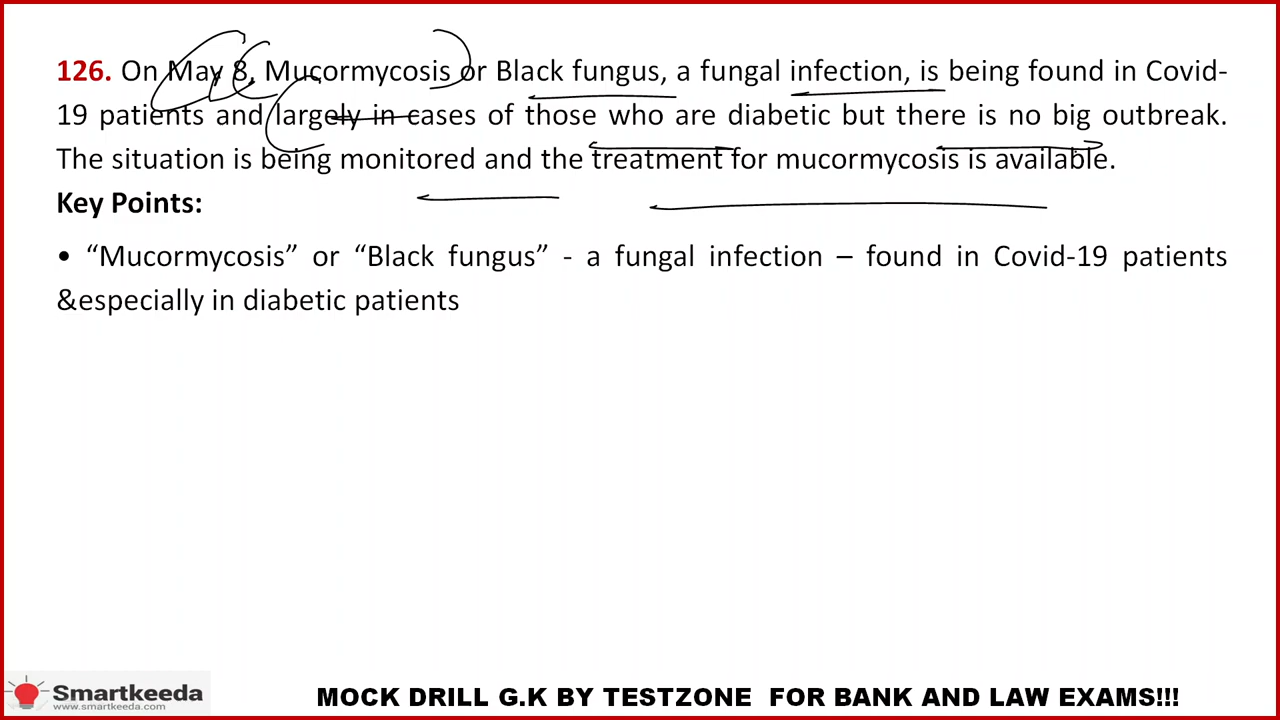 126. On May 8, Mucormycosis or Black fungus, a fungal infection, is being found in Covid-
19 patients and largely in cases of those who are diabetic but there is no big outbreak.
The situation is being monitored and the treatment for mucormycosis is available.
Key Points:
• “Mucormycosis” or “Black fungus” - a fungal infection – found in Covid-19 patients
&especially in diabetic patients
Smartkeeda
www.smartkeeda.com
MOCK DRILL G.K BY TESTZONE FOR BANK AND LAW EXAMS!!!